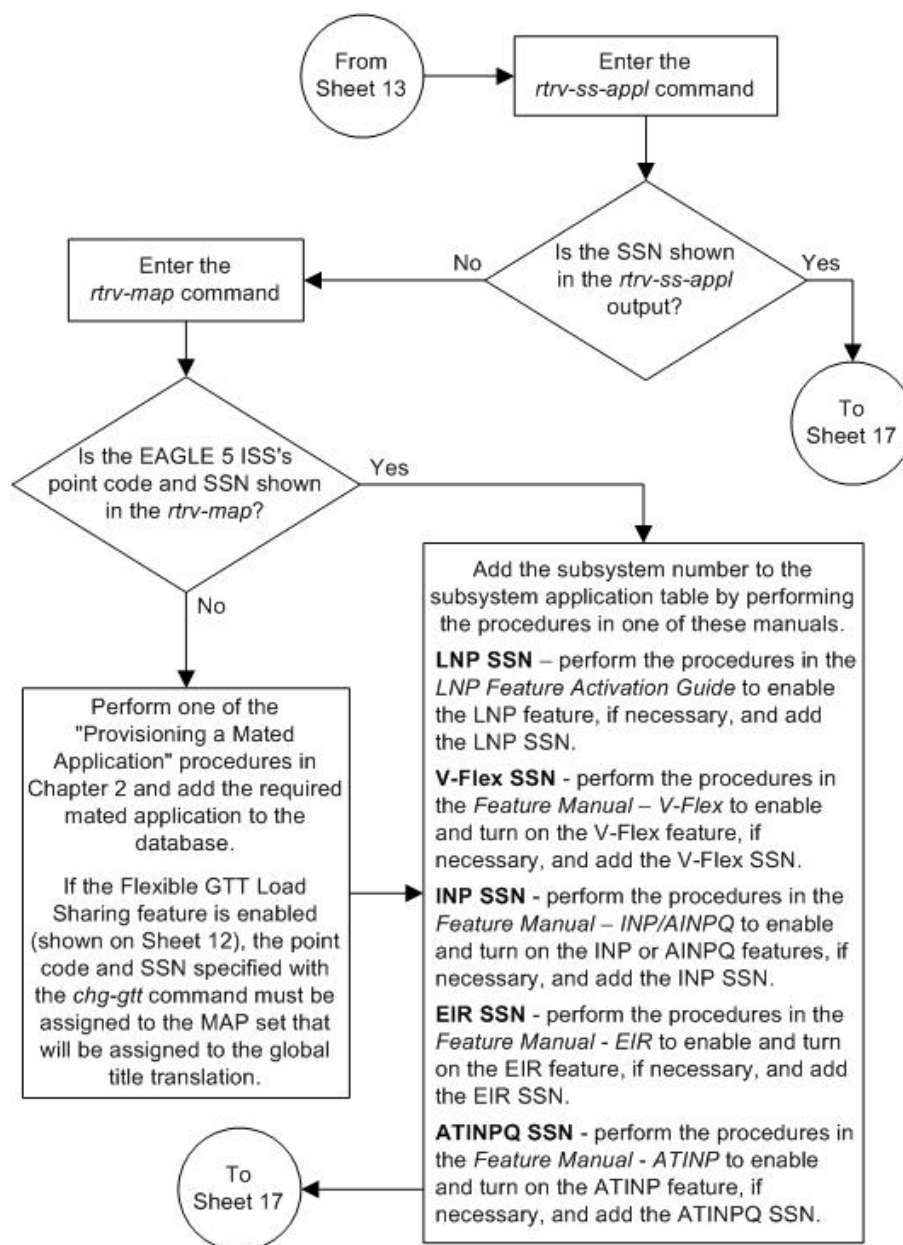 From
Sheet 13
Enter the
rtrv-ss-appl command
Is the SSN shown
in the rtrv-ss-appl
output?
No
Yes
Enter the
rtrv-map command
To
Sheet 17
Is the EAGLE 5 ISS's
point code and SSN shown
in the rtrv-map?
Yes
No
Perform one of the
"Provisioning a Mated
Application" procedures in
Chapter 2 and add the required
mated application to the
database.
If the Flexible GTT Load
Sharing feature is enabled
(shown on Sheet 12), the point
code and SSN specified with
the chg-gtt command must be
assigned to the MAP set that
will be assigned to the global
title translation.
Add the subsystem number to the
subsystem application table by performing
the procedures in one of these manuals.
LNP SSN – perform the procedures in the
LNP Feature Activation Guide to enable
the LNP feature, if necessary, and add
the LNP SSN.
V-Flex SSN - perform the procedures in
the Feature Manual – V-Flex to enable
and turn on the V-Flex feature, if
necessary, and add the V-Flex SSN.
INP SSN - perform the procedures in the
Feature Manual – INP/AINPQ to enable
and turn on the INP or AINPQ features, if
necessary, and add the INP SSN.
EIR SSN - perform the procedures in the
Feature Manual - EIR to enable and turn
on the EIR feature, if necessary, and add
the EIR SSN.
ATINPQ SSN - perform the procedures in
the Feature Manual - ATINP to enable
and turn on the ATINP feature, if
necessary, and add the ATINPQ SSN.
To
Sheet 17